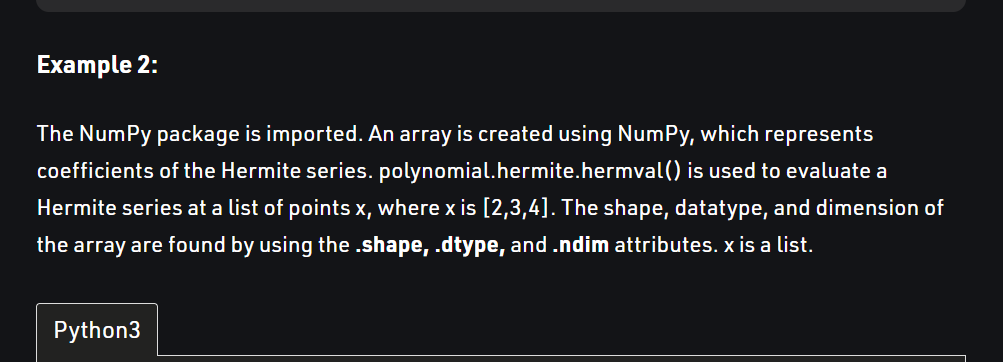 Example 2:
The NumPy package is imported. An array is created using NumPy, which represents
coefficients of the Hermite series. polynomial.hermite.hermval() is used to evaluate a
Hermite series at a list of points x, where x is [2,3,4]. The shape, datatype, and dimension of
the array are found by using the .shape, .dtype, and .ndim attributes. x is a list.
Python3